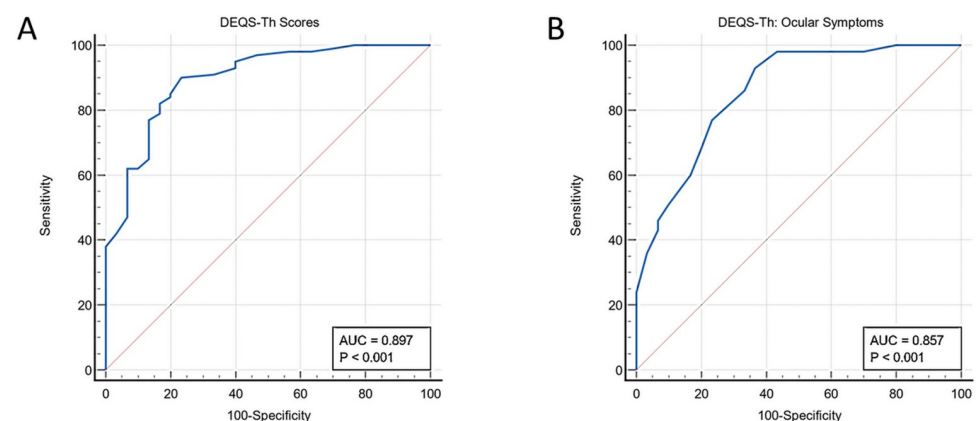 A
DEQS-Th Scores
100
80
60
40
20
0
Sensitivity
0 20 40 60 80 100
100-Specificity
AUC = 0.897
P < 0.001
B
DEQS-Th: Ocular Symptoms
100
80
60
40
20
0
Sensitivity
0 20 40 60 80 100
100-Specificity
AUC = 0.857
P < 0.001